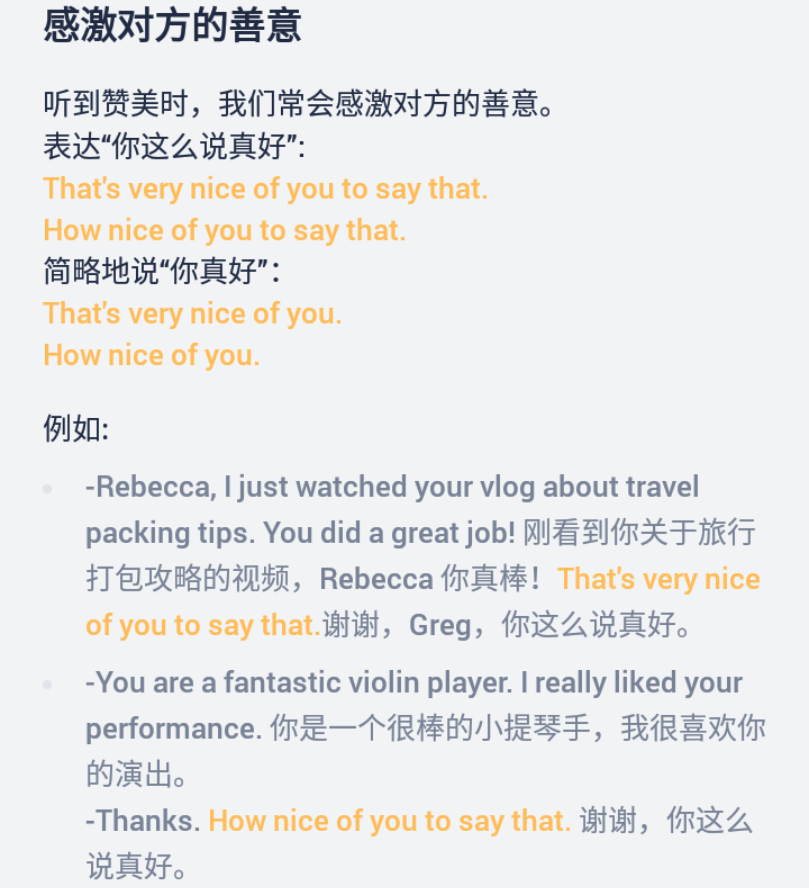 感激对方的善意
听到赞美时，我们常会感激对方的善意。
表达“你这么说真好”:
That's very nice of you to say that.
How nice of you to say that.
简略地说“你真好”：
That's very nice of you.
How nice of you.
例如:
-Rebecca, I just watched your vlog about travel
packing tips. You did a great job! 刚看到你关于旅行
打包攻略的视频，Rebecca 你真棒！That's very nice
of you to say that.谢谢，Greg，你这么说真好。
-You are a fantastic violin player. I really liked your
performance. 你是一个很棒的小提琴手，我很喜欢你
的演出。
-Thanks. How nice of you to say that. 谢谢，你这么
说真好。